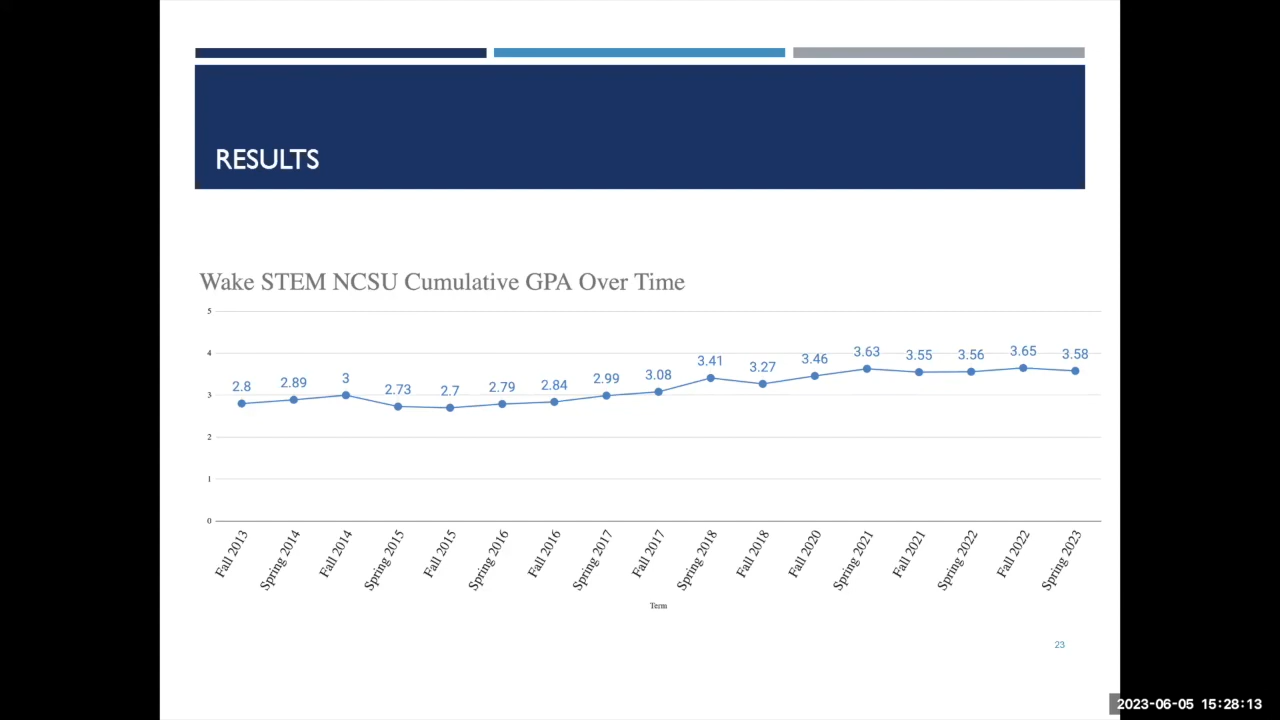 RESULTS
Wake STEM NCSU Cumulative GPA Over Time
5
4
3
2
1
0
2.8
2.89
3
2.73
2.7
2.79
2.84
2.99
3.08
3.41
3.27
3.46
3.63
3.55
3.56
3.65
3.58
Fall 2013
Spring 2014
Fall 2014
Spring 2015
Fall 2015
Spring 2016
Fall 2016
Spring 2017
Fall 2017
Spring 2018
Fall 2018
Fall 2020
Spring 2021
Fall 2021
Spring 2022
Fall 2022
Spring 2023
Term
23
2023-06-05 15:28:13